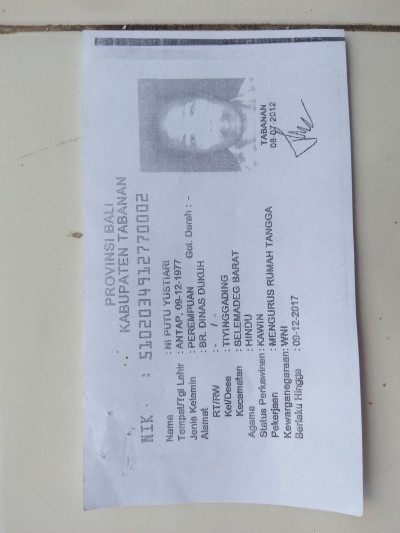 PROVINSI BALI
KABUPATEN TABANAN
NIK : 5102034912770002
Nama : NI PUTU YUSTIARI
Tempat/Tgl Lahir : ANTAP, 09-12-1977
Jenis Kelamin : PEREMPUAN Gol. Darah : -
Alamat : BR. DINAS DUKUH
RT/RW : - / -
Kel/Desa : TIYINGGADING
Kecamatan : SELEMADEG BARAT
Agama : HINDU
Status Perkawinan : KAWIN
Pekerjaan : MENGURUS RUMAH TANGGA
Kewarganegaraan: WNI
Berlaku Hingga : 09-12-2017
TABANAN
09-07-2012